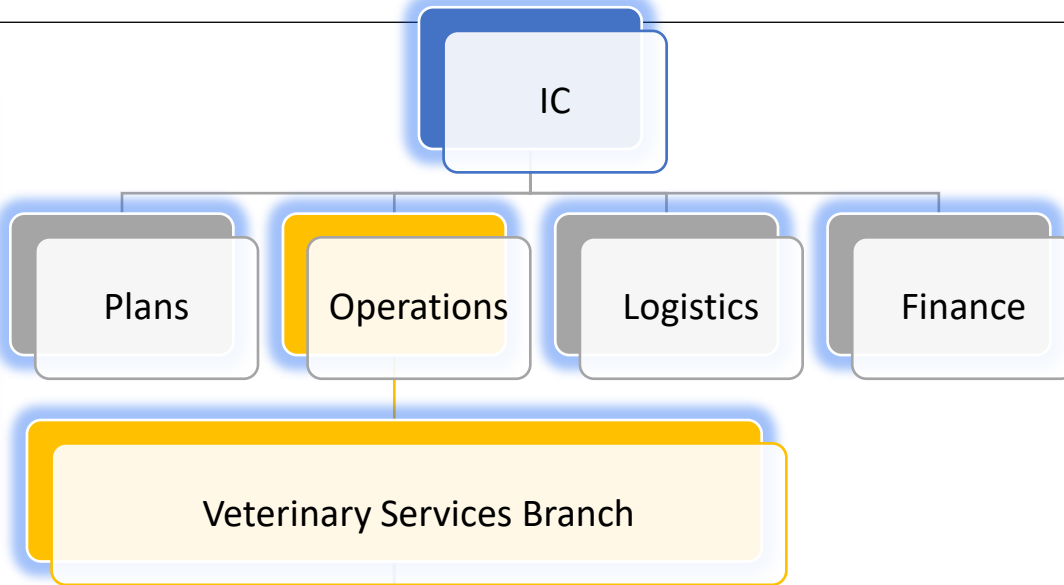 IC
Plans
Operations
Logistics
Finance
Veterinary Services Branch